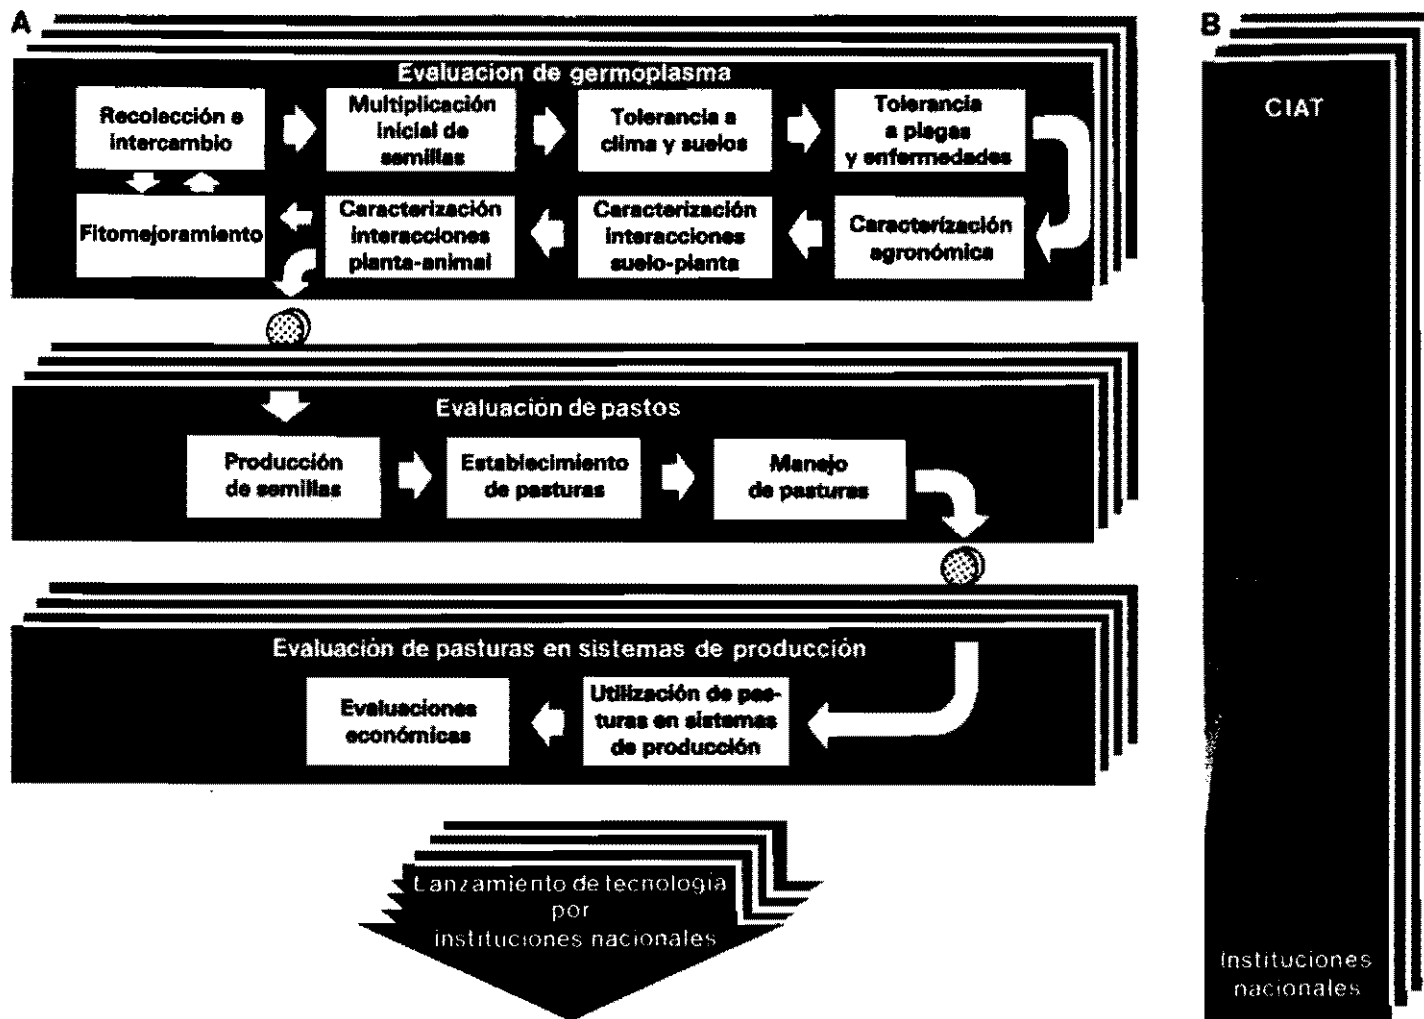 A
Evaluacion de germoplasma
Recolección e
intercambio
Multiplicación
inicial de
semillas
Tolerancia a
clima y suelos
Tolerancia
a plagas
y enfermedades
Fitomejoramiento
Caracterización
interacciones
planta-animal
Caracterización
interacciones
suelo-planta
Caracterización
agronómica
Evaluación de pastos
Producción
de semillas
Establecimiento
de pasturas
Manejo
de pasturas
Evaluación de pasturas en sistemas de producción
Evaluaciones
económicas
Utilización de pas-
turas en sistemas
de producción
Lanzamiento de tecnología
por
instituciones nacionales
B
CIAT
Instituciones
nacionales